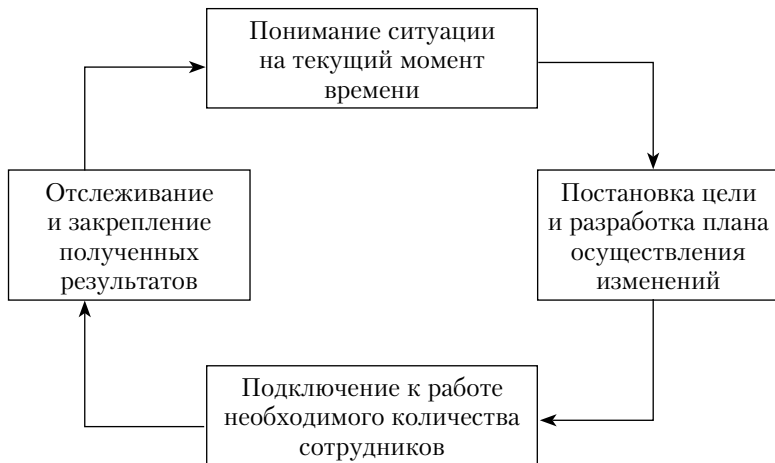 Понимание ситуации
на текущий момент
времени
Постановка цели
и разработка плана
осуществления
изменений
Подключение к работе
необходимого количества
сотрудников
Отслеживание
и закрепление
полученных
результатов